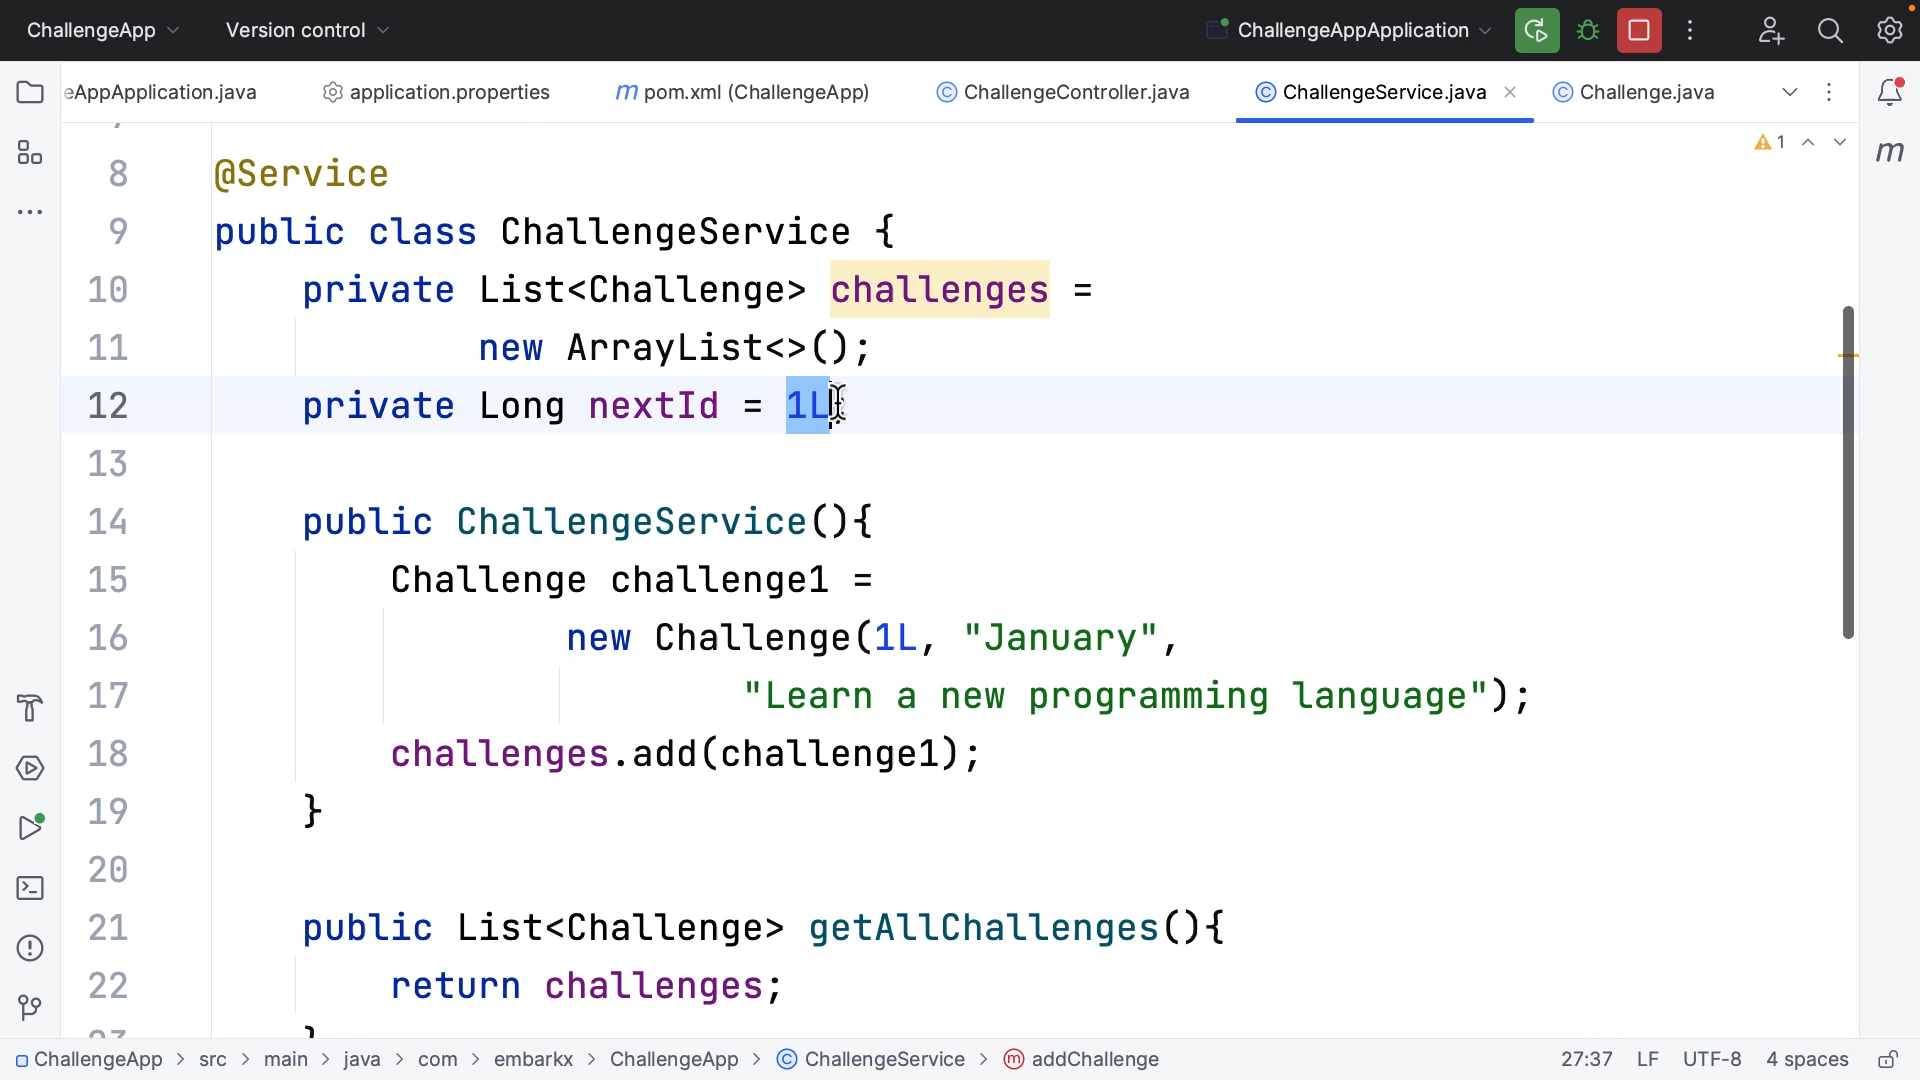 ChallengeApp
Version control
ChallengeAppApplication
eAppApplication.java
application.properties
m pom.xml (ChallengeApp)
© ChallengeController.java
© ChallengeService.java
© Challenge.java
m
1
8 @Service
9 public class ChallengeService {
10 private List<Challenge> challenges =
11 new ArrayList<>();
12 private Long nextId = 1L;
13
14 public ChallengeService(){
15 Challenge challenge1 =
16 new Challenge(1L, "January",
17 "Learn a new programming language");
18 challenges.add(challenge1);
19 }
20
21 public List<Challenge> getAllChallenges(){
22 return challenges;
23 }
ChallengeApp > src > main > java > com > embarkx > ChallengeApp > © ChallengeService > m addChallenge
27:37 LF UTF-8 4 spaces